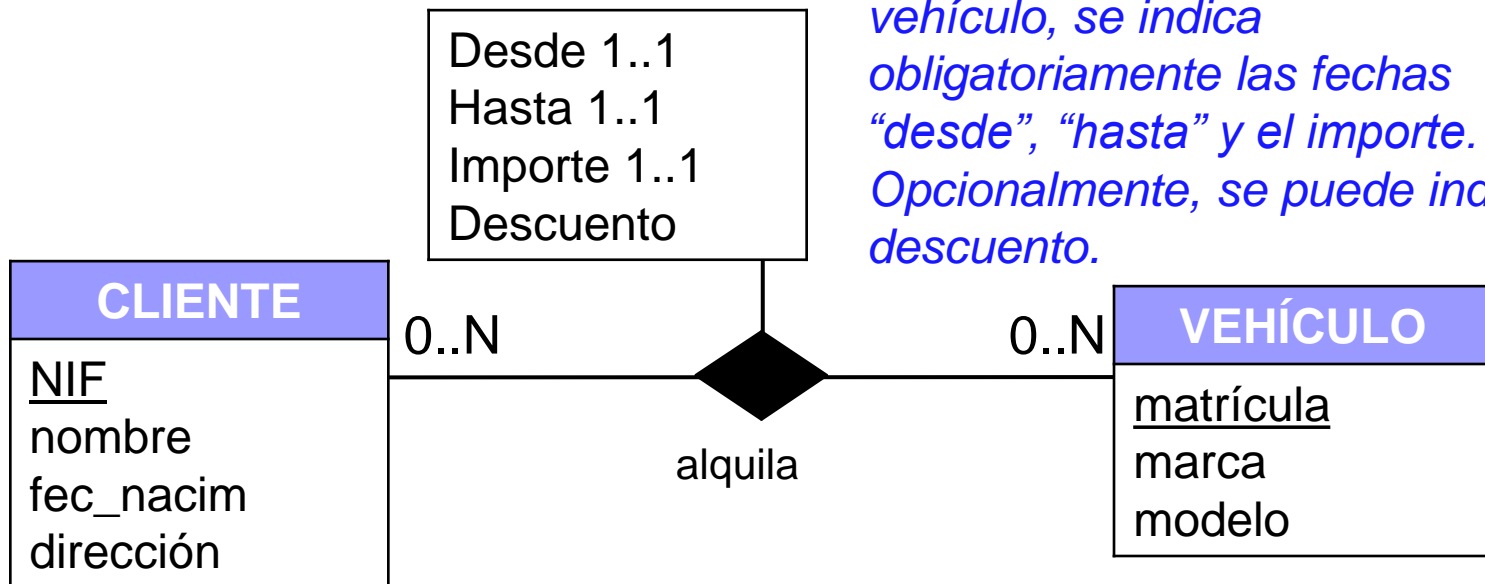 Desde 1..1
Hasta 1..1
Importe 1..1
Descuento
vehículo, se indica
obligatoriamente las fechas
“desde”, “hasta” y el importe.
Opcionalmente, se puede
descuento.
CLIENTE
NIF
nombre
fec_nacim
dirección
0..N
0..N
alquila
VEHÍCULO
matrícula
marca
modelo